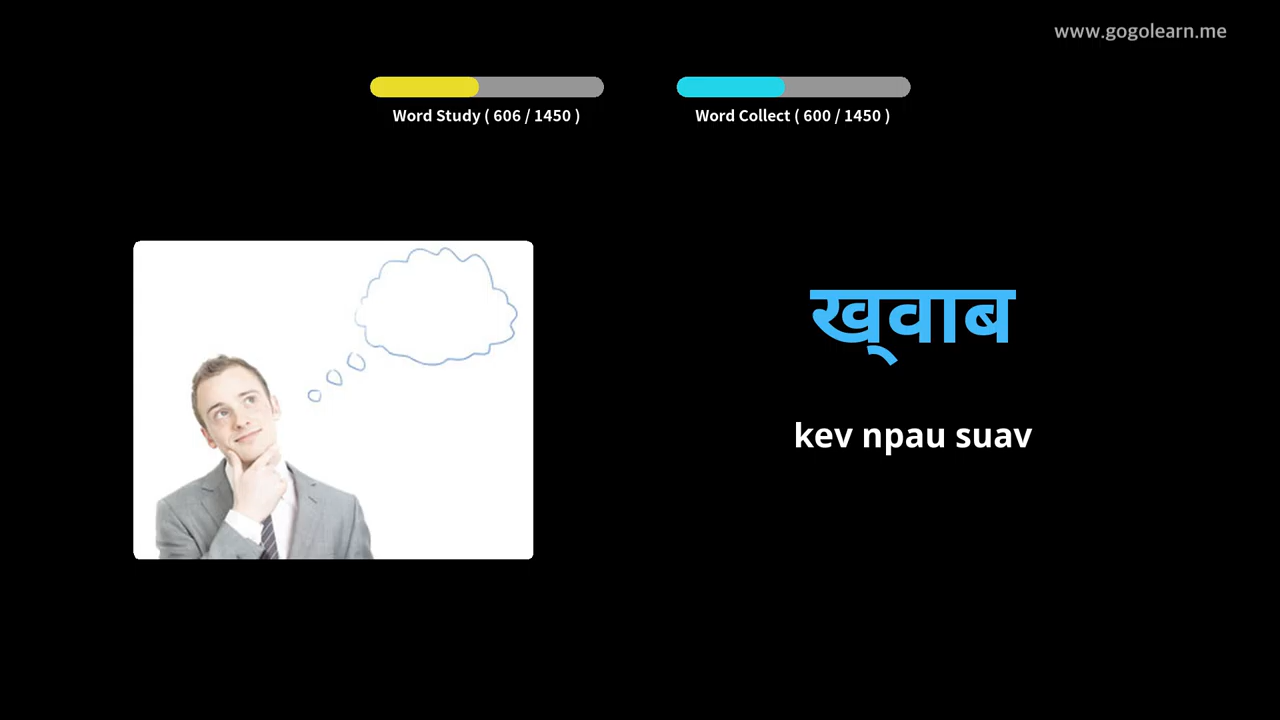 www.gogolearn.me
Word Study ( 606 / 1450 )
Word Collect ( 600 / 1450 )
ख्‌वाब
kev npau suav